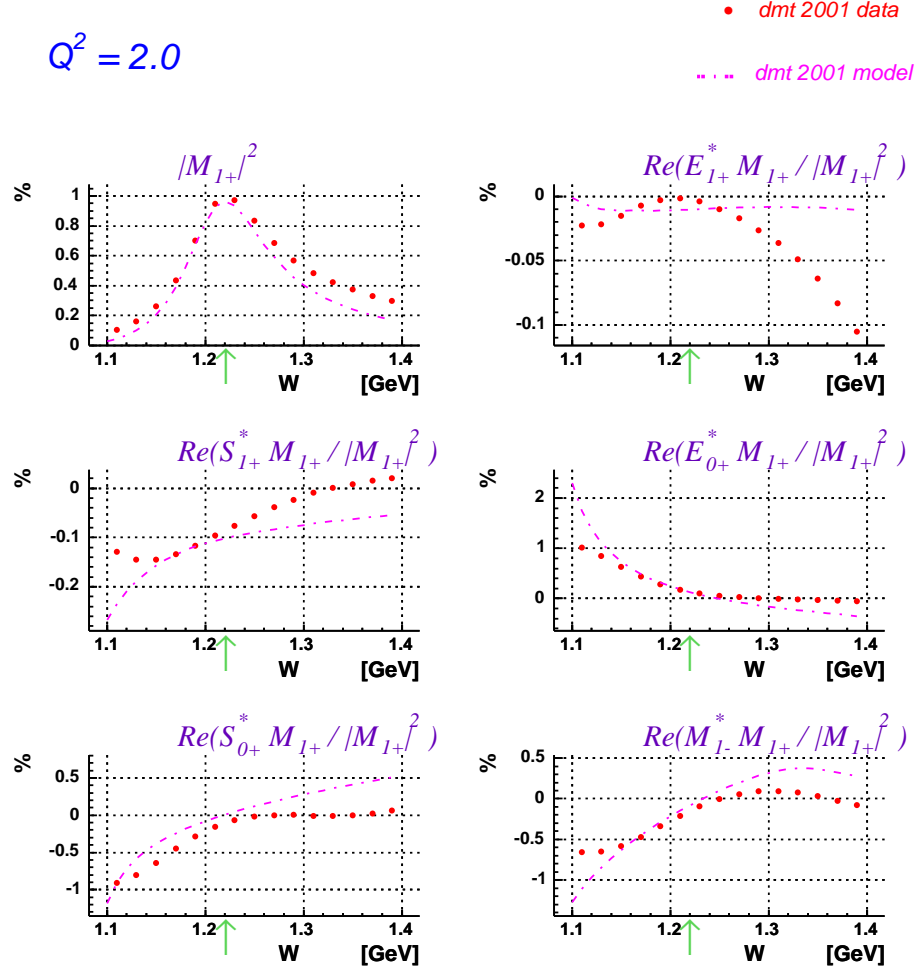 dmt 2001 data
Q² = 2.0
dmt 2001 model
|M₁₊|²
%
1
0.8
0.6
0.4
0.2
0
1.1 1.2 1.3 1.4
W [GeV]
Re(E*₁₊ M₁₊ / |M₁₊|²)
%
0
-0.05
-0.1
1.1 1.2 1.3 1.4
W [GeV]
Re(S*₁₊ M₁₊ / |M₁₊|²)
%
0
-0.1
-0.2
1.1 1.2 1.3 1.4
W [GeV]
Re(E*₀₊ M₁₊ / |M₁₊|²)
%
2
1
0
1.1 1.2 1.3 1.4
W [GeV]
Re(S*₀₊ M₁₊ / |M₁₊|²)
%
0.5
0
-0.5
-1
1.1 1.2 1.3 1.4
W [GeV]
Re(M*₁₋ M₁₊ / |M₁₊|²)
%
0.5
0
-0.5
-1
1.1 1.2 1.3 1.4
W [GeV]